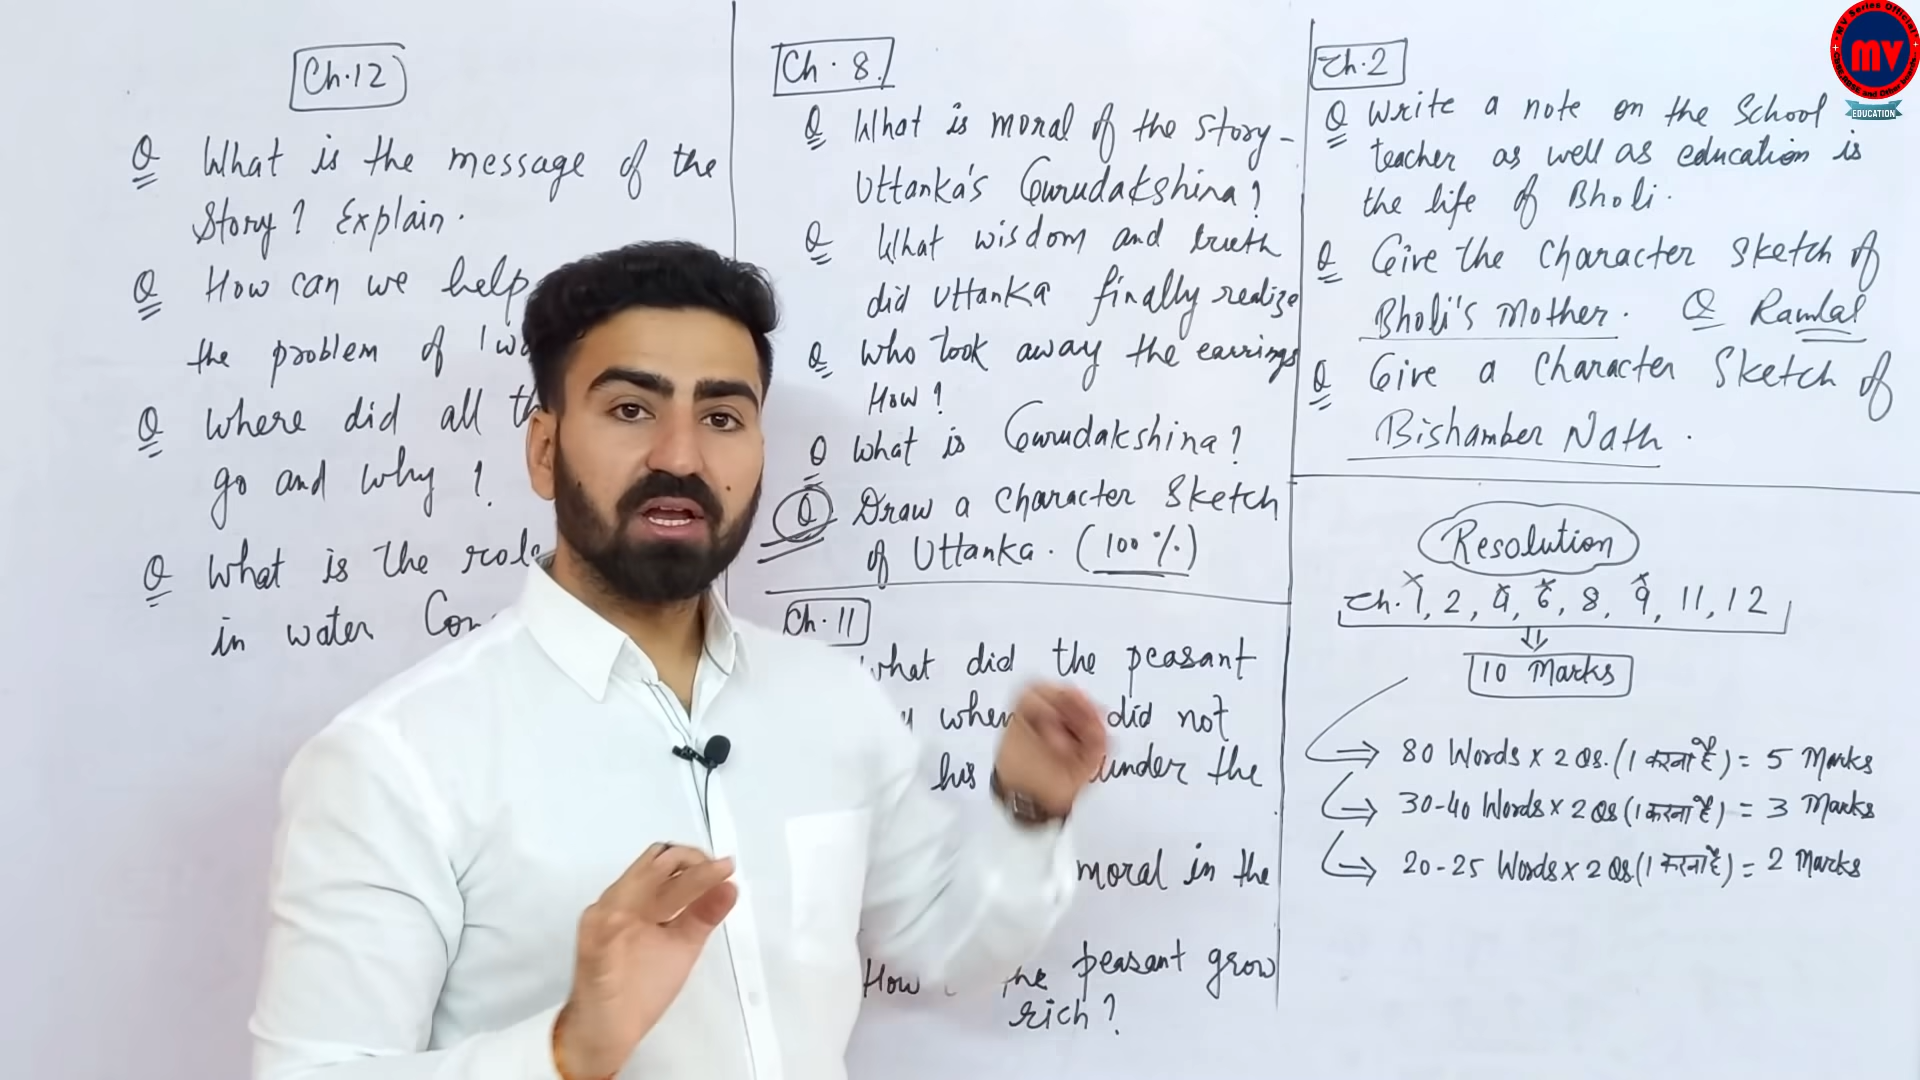 Ch.12
Q What is the message of the
Story? Explain.
Q How can we help
the problem of
Q Where did all
go and why?
Q What is the role
in water
Ch. 8.
Q What is moral of the story-
Uttanka's Gurudakshina?
Q What wisdom and trueth
did Uttanka finally realize
Q Who took away the earrings
How?
Q What is Gurudakshina?
Q Draw a Character Sketch
of Uttanka. (100%)
Ch. 11
what did the peasant
when did not
his under the
moral in the
How the peasant grow
rich?
Ch.2
Q Write a note on the School
teacher as well as education is
the life of Bholi.
Q Give the Character Sketch of
Bholi's Mother. Q Ramlal
Q Give a Character Sketch of
Bishamber Nath.
Resolution
Ch. 1, 2, 4, 6, 8, 9, 11, 12
10 Marks
80 Words x 2 Qs. (1 करना है) = 5 Marks
30-40 Words x 2 Qs (1 करना है) = 3 Marks
20-25 Words x 2 Qs. (1 करना है) = 2 Marks
MV Series Official
MV
EDUCATION